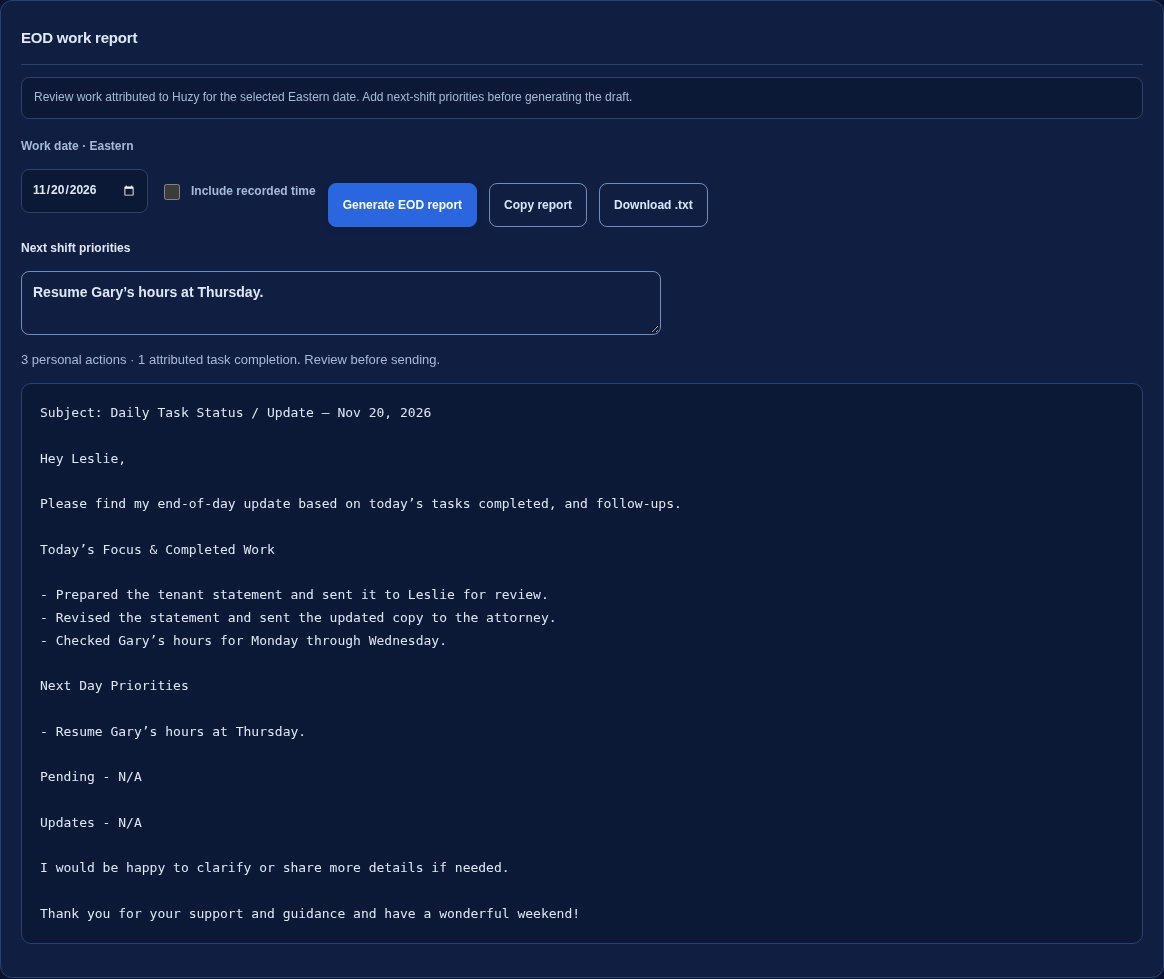 EOD work report
Review work attributed to Huzy for the selected Eastern date. Add next-shift priorities before generating the draft.
Work date · Eastern
11/20/2026
Include recorded time
Generate EOD report
Copy report
Download .txt
Next shift priorities
Resume Gary’s hours at Thursday.
3 personal actions · 1 attributed task completion. Review before sending.
Subject: Daily Task Status / Update — Nov 20, 2026
Hey Leslie,
Please find my end-of-day update based on today’s tasks completed, and follow-ups.
Today’s Focus & Completed Work
- Prepared the tenant statement and sent it to Leslie for review.
- Revised the statement and sent the updated copy to the attorney.
- Checked Gary’s hours for Monday through Wednesday.
Next Day Priorities
- Resume Gary’s hours at Thursday.
Pending - N/A
Updates - N/A
I would be happy to clarify or share more details if needed.
Thank you for your support and guidance and have a wonderful weekend!